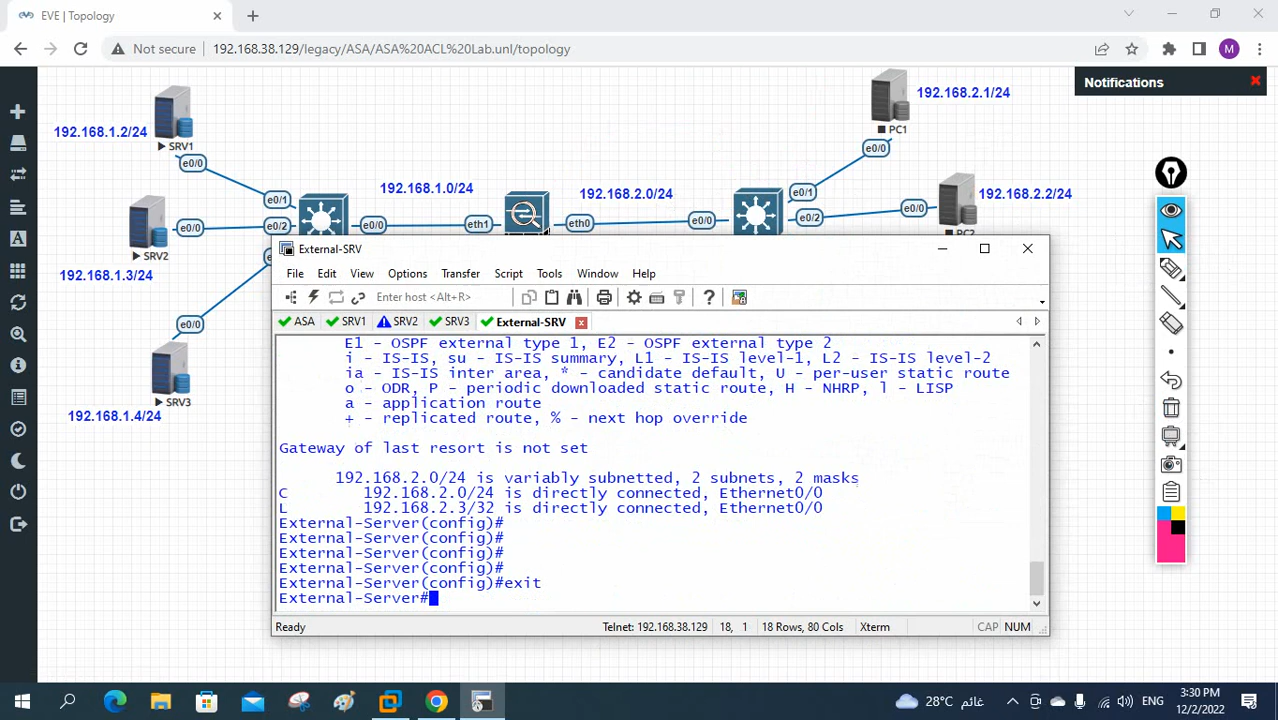 EVE | Topology
Not secure
192.168.38.129/legacy/ASA/ASA%20ACL%20Lab.unl/topology
M
Notifications
192.168.1.2/24
SRV1
e0/0
192.168.2.1/24
PC1
e0/0
192.168.1.0/24
192.168.2.0/24
192.168.2.2/24
e0/1
e0/1
e0/2
e0/0
e0/0
eth1
eth0
e0/0
e0/2
e0/0
PC2
SRV2
192.168.1.3/24
e0/0
SRV3
192.168.1.4/24
External-SRV
File Edit View Options Transfer Script Tools Window Help
Enter host <Alt+R>
ASA SRV1 SRV2 SRV3 External-SRV
E1 - OSPF external type 1, E2 - OSPF external type 2
i - IS-IS, su - IS-IS summary, L1 - IS-IS level-1, L2 - IS-IS level-2
ia - IS-IS inter area, * - candidate default, U - per-user static route
o - ODR, P - periodic downloaded static route, H - NHRP, l - LISP
a - application route
+ - replicated route, % - next hop override
Gateway of last resort is not set
192.168.2.0/24 is variably subnetted, 2 subnets, 2 masks
C 192.168.2.0/24 is directly connected, Ethernet0/0
L 192.168.2.3/32 is directly connected, Ethernet0/0
External-Server(config)#
External-Server(config)#
External-Server(config)#
External-Server(config)#
External-Server(config)#exit
External-Server#
Ready
Telnet: 192.168.38.129 18, 1 18 Rows, 80 Cols Xterm CAP NUM
28°C غائم
ENG
3:30 PM
12/2/2022